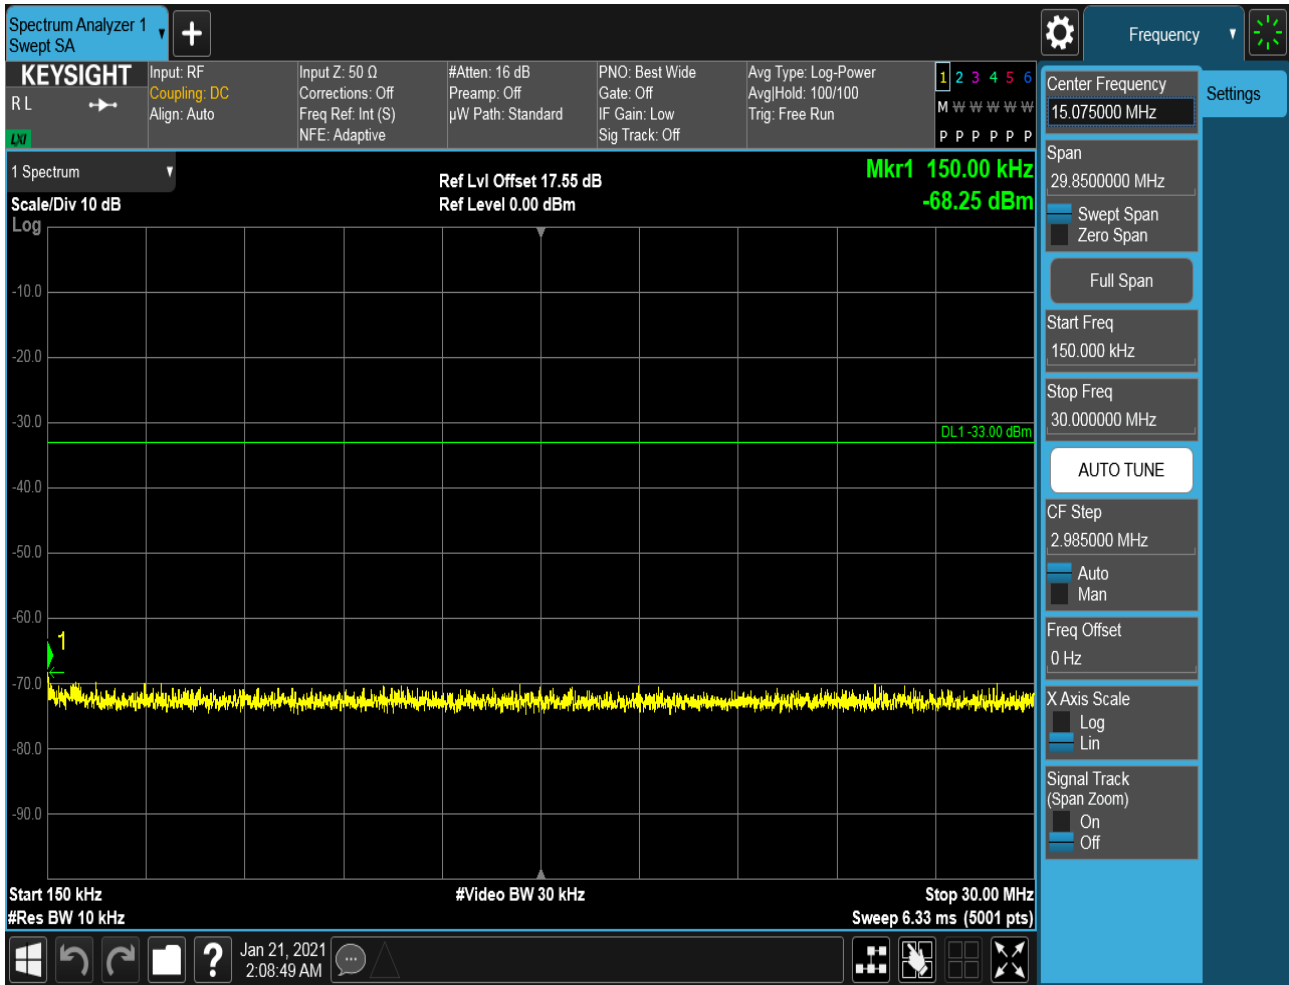 Spectrum Analyzer 1
Swept SA
Frequency
KEYSIGHT
R L
LXI
Input: RF
Coupling: DC
Align: Auto
Input Z: 50 Ω
Corrections: Off
Freq Ref: Int (S)
NFE: Adaptive
#Atten: 16 dB
Preamp: Off
µW Path: Standard
PNO: Best Wide
Gate: Off
IF Gain: Low
Sig Track: Off
Avg Type: Log-Power
Avg|Hold: 100/100
Trig: Free Run
1 2 3 4 5 6
M W W W W W
P P P P P P
1 Spectrum
Scale/Div 10 dB
Log
Ref Lvl Offset 17.55 dB
Ref Level 0.00 dBm
Mkr1 150.00 kHz
-68.25 dBm
-10.0
-20.0
-30.0
DL1 -33.00 dBm
-40.0
-50.0
-60.0
1
-70.0
-80.0
-90.0
Start 150 kHz
#Video BW 30 kHz
Stop 30.00 MHz
#Res BW 10 kHz
Sweep 6.33 ms (5001 pts)
?
Jan 21, 2021
2:08:49 AM
Center Frequency
15.075000 MHz
Settings
Span
29.8500000 MHz
Swept Span
Zero Span
Full Span
Start Freq
150.000 kHz
Stop Freq
30.000000 MHz
AUTO TUNE
CF Step
2.985000 MHz
Auto
Man
Freq Offset
0 Hz
X Axis Scale
Log
Lin
Signal Track
(Span Zoom)
On
Off